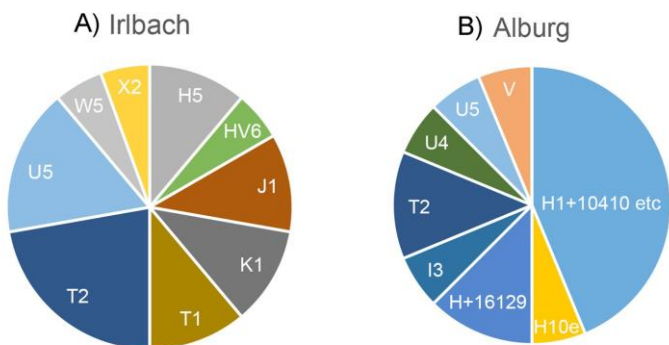 A) Irlbach
H5
HV6
J1
K1
T1
T2
U5
W5
X2
B) Alburg
H1+10410 etc
H10e
H+16129
I3
T2
U4
U5
V